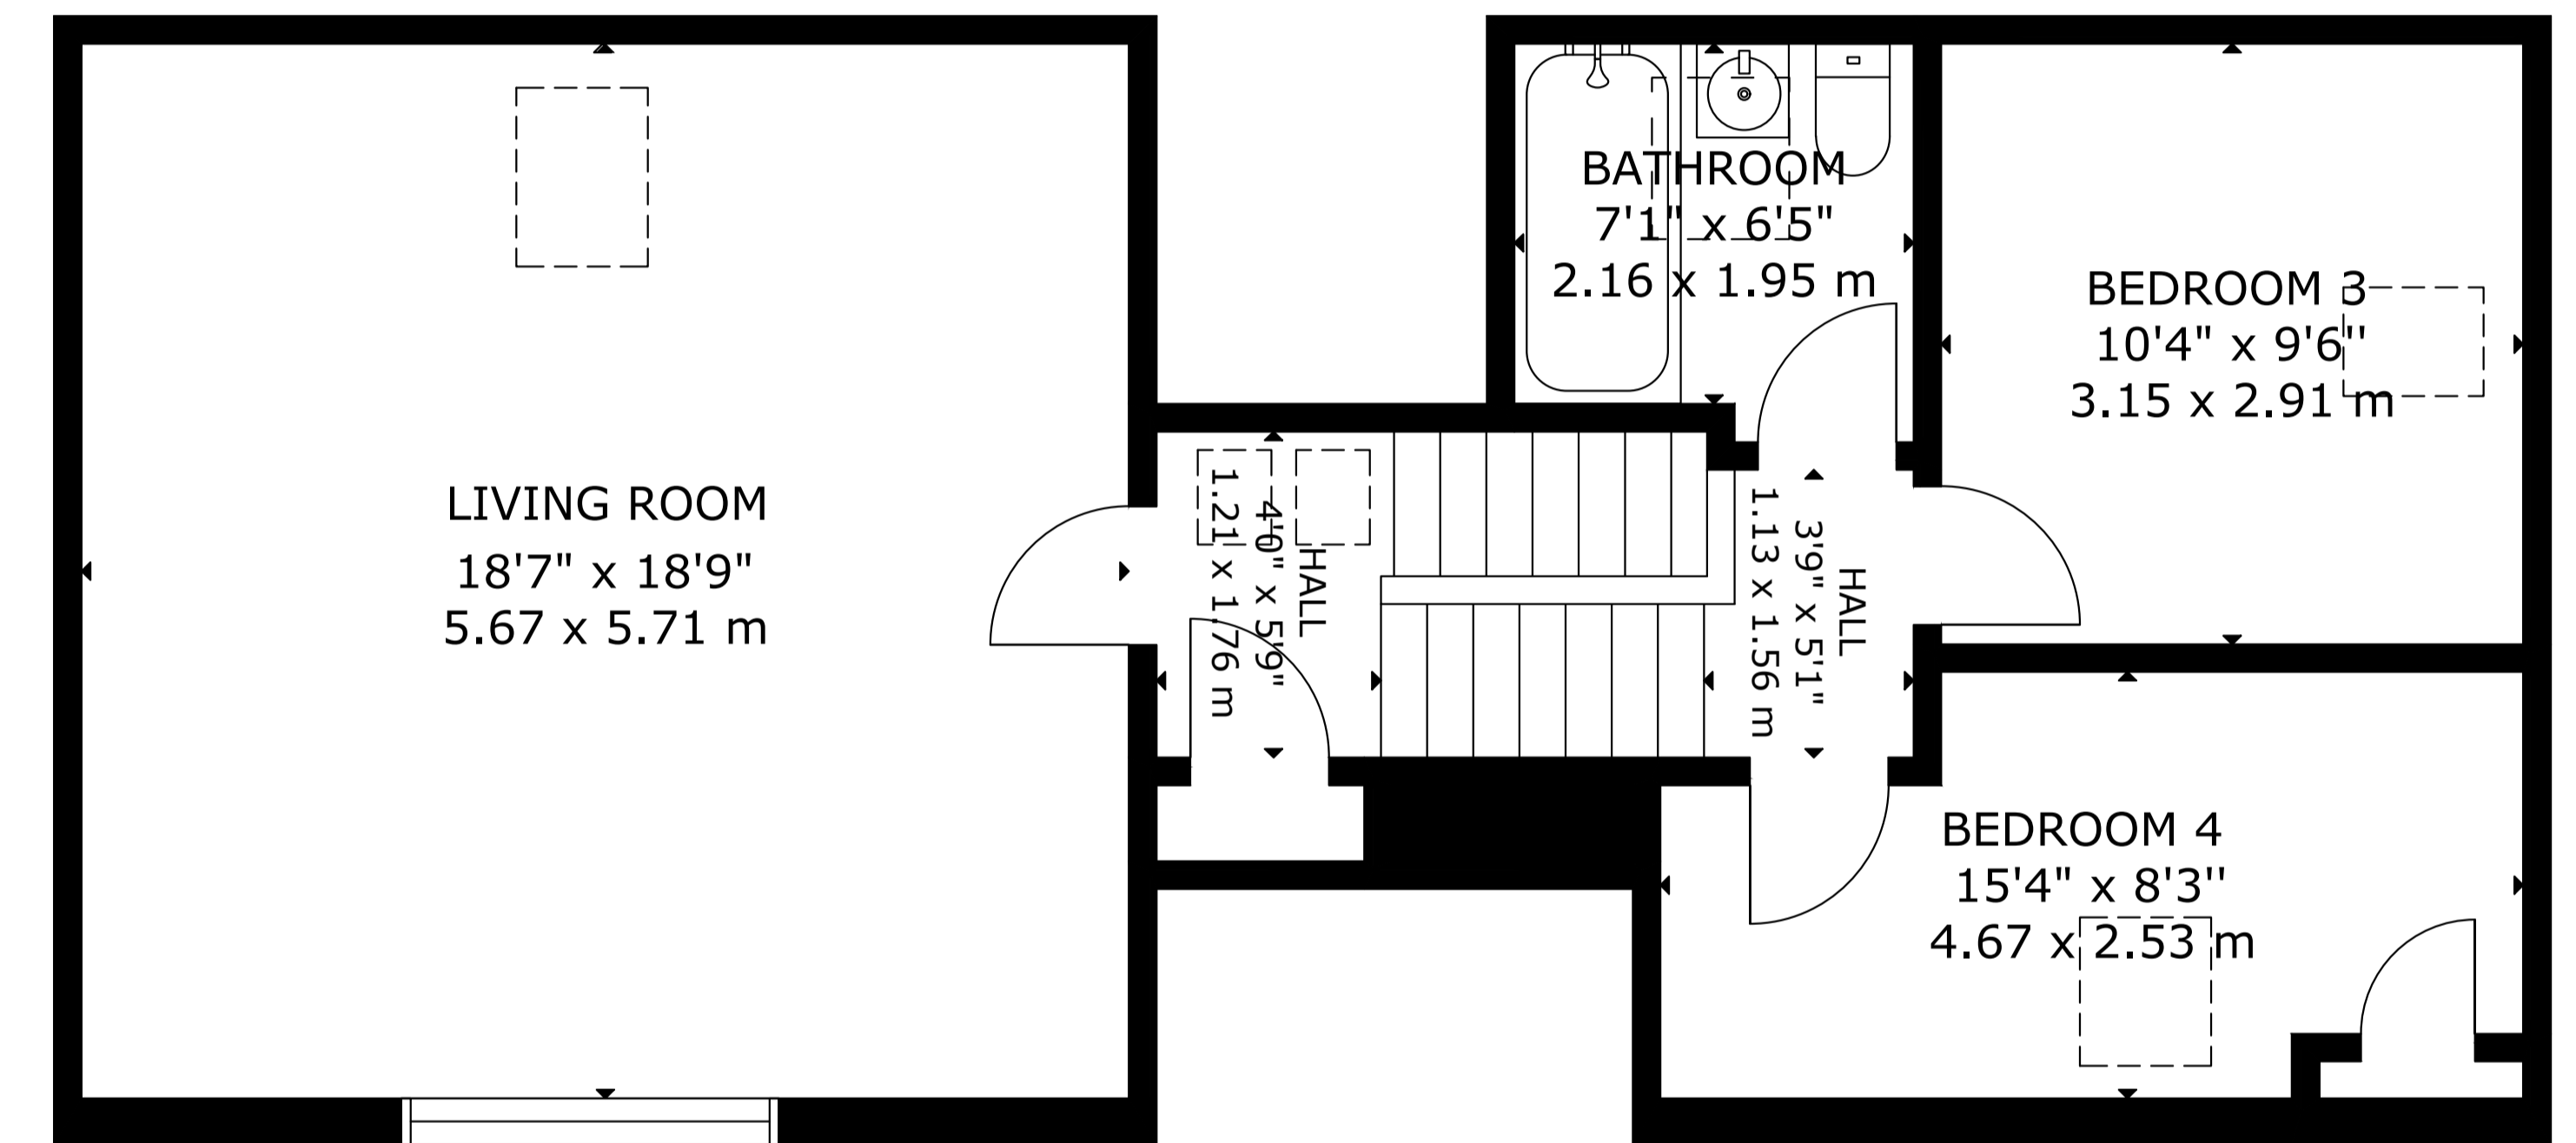 LIVING ROOM
18'7" x 18'9"
5.67 x 5.71 m
HALL
4'0" x 5'9"
1.21 x 1.76 m
BATHROOM
7'1" x 6'5"
2.16 x 1.95 m
HALL
3'9" x 5'1"
1.13 x 1.56 m
BEDROOM 3
10'4" x 9'6''
3.15 x 2.91 m
BEDROOM 4
15'4" x 8'3''
4.67 x 2.53 m